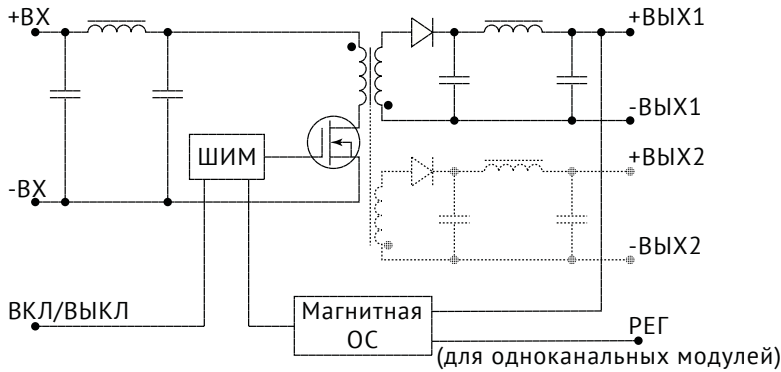 +ВХ
+ВЫХ1
-ВЫХ1
ШИМ
+ВЫХ2
-ВХ
-ВЫХ2
ВКЛ/ВЫКЛ
Магнитная
ОС
РЕГ
(для одноканальных модулей)